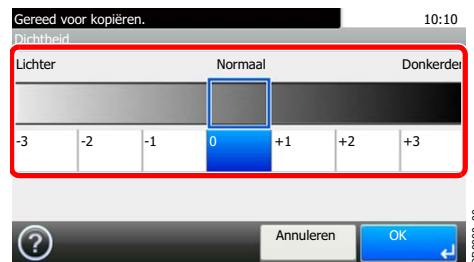 Gereed voor kopiëren. 10:10
Dichtheid
Lichter Normaal Donkerder
-3 -2 -1 0 +1 +2 +3
Annuleren OK